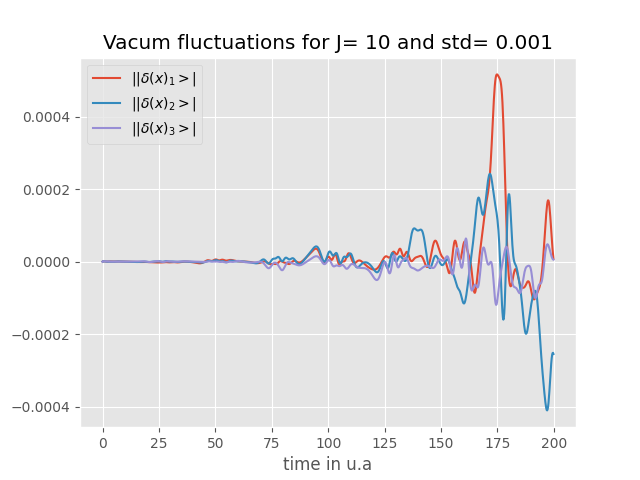 Vacum fluctuations for J= 10 and std= 0.001
||δ(x)₁ >|
||δ(x)₂ >|
||δ(x)₃ >|
0.0004
0.0002
0.0000
−0.0002
−0.0004
0 25 50 75 100 125 150 175 200
time in u.a